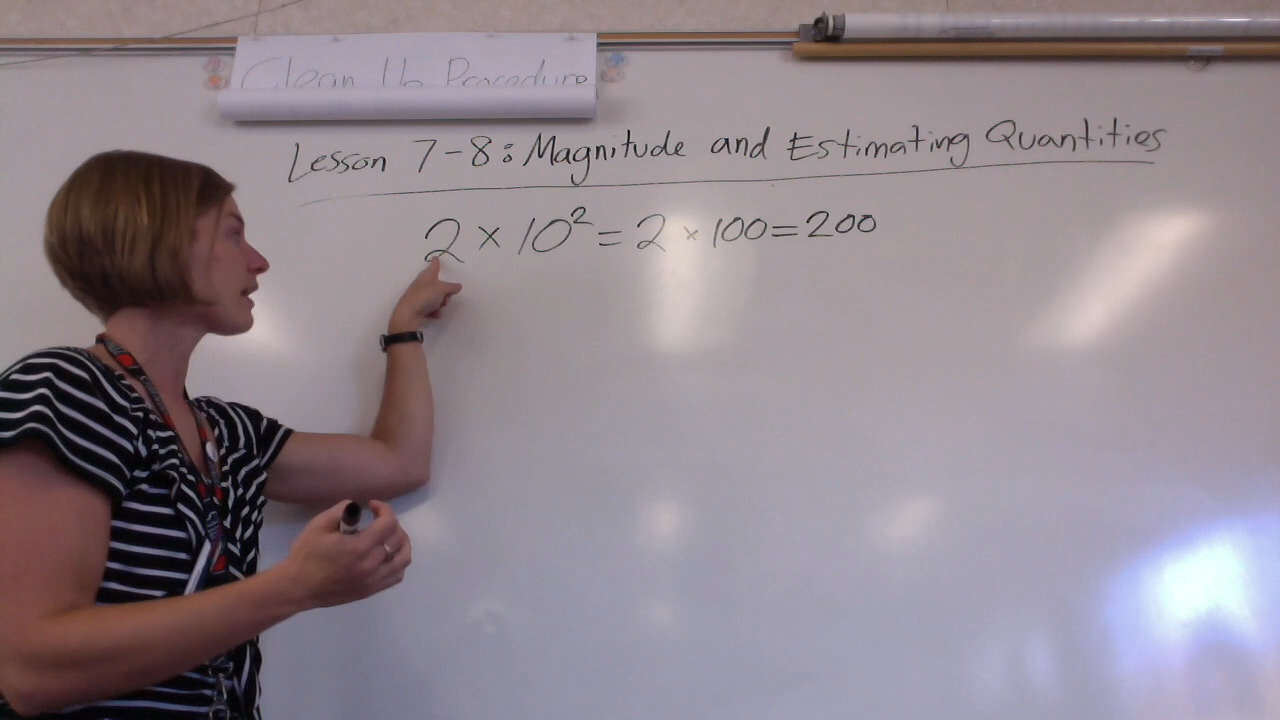 Clean Up Procedure
Lesson 7-8: Magnitude and Estimating Quantities
2 × 10² = 2 × 100 = 200